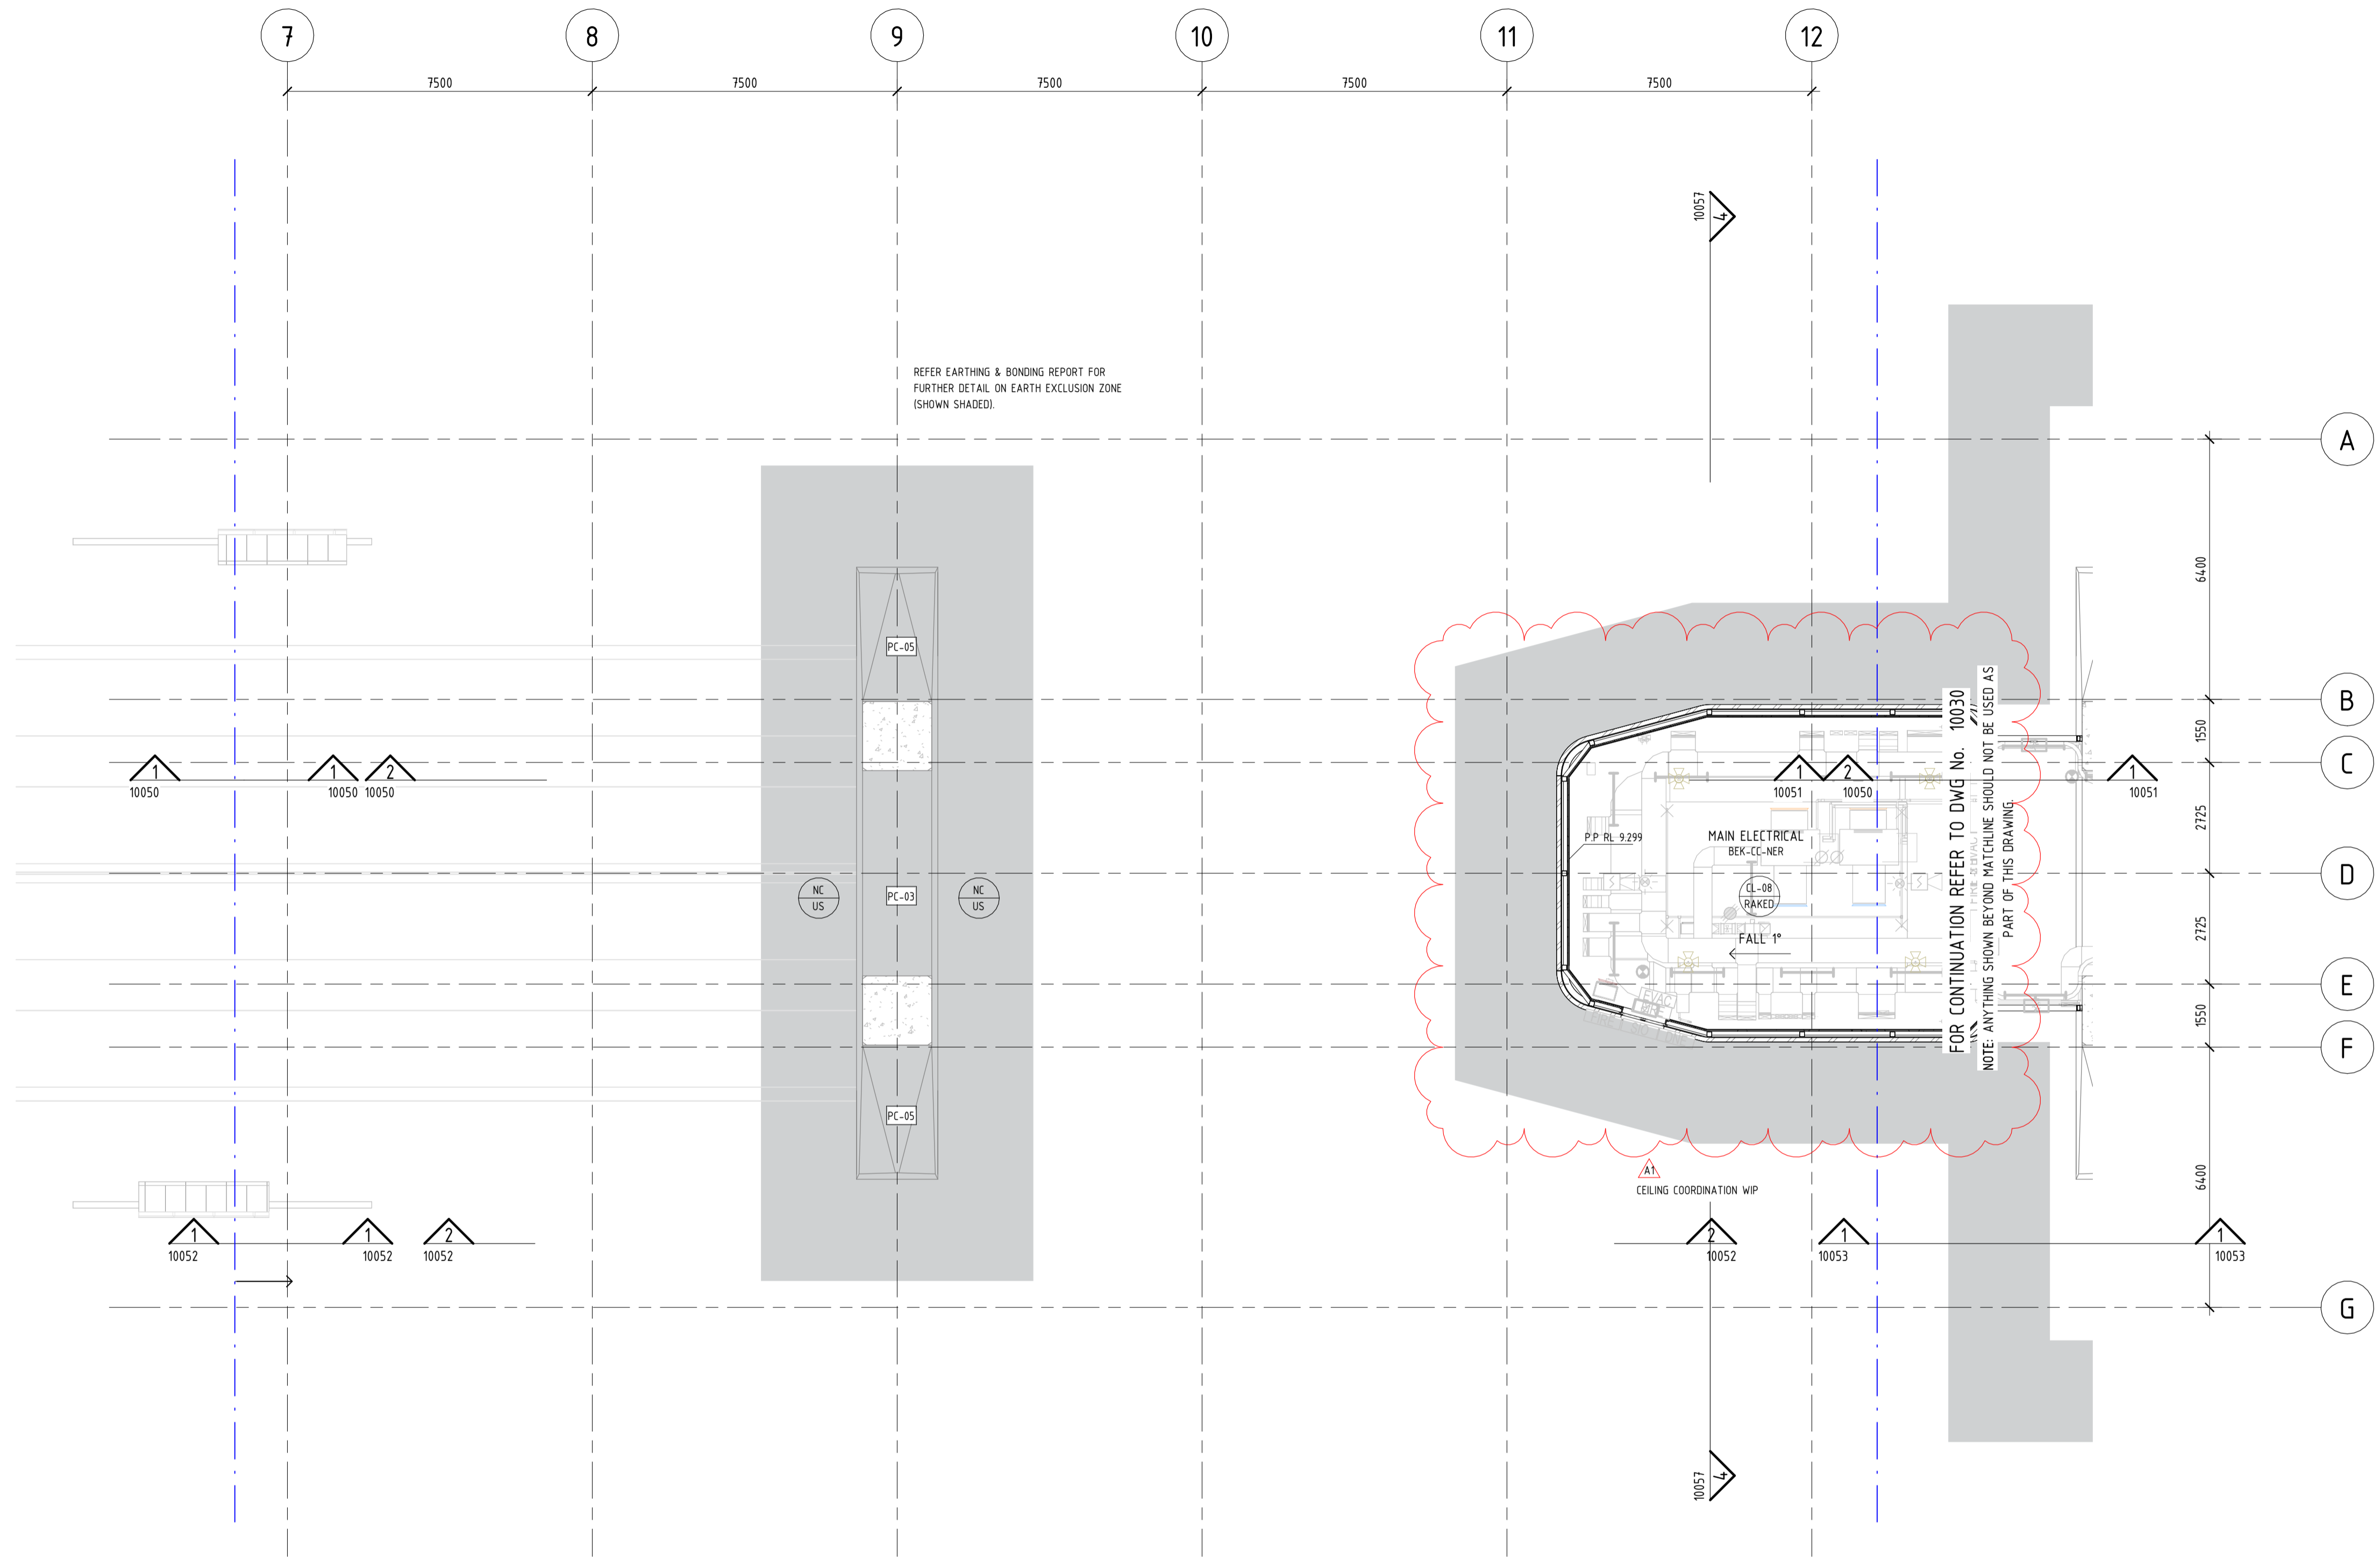 7
8
9
10
11
12
7500
7500
7500
7500
7500
10057
4
REFER EARTHING & BONDING REPORT FOR
FURTHER DETAIL ON EARTH EXCLUSION ZONE
(SHOWN SHADED).
A
6400
PC-05
B
1550
C
1
10050
1
10050
2
10050
1
10051
2
10050
1
10051
2725
P.P RL 9.299
MAIN ELECTRICAL
BEK-CC-NER
D
NC
US
PC-03
NC
US
CL-08
RAKED
2725
FALL 1°
FOR CONTINUATION REFER TO DWG No. 10030
NOTE: ANYTHING SHOWN BEYOND MATCHLINE SHOULD NOT BE USED AS
PART OF THIS DRAWING.
E
EVAC
1550
F
PC-05
A1
CEILING COORDINATION WIP
6400
1
10052
1
10052
2
10052
2
10052
1
10053
1
10053
G
10057
4